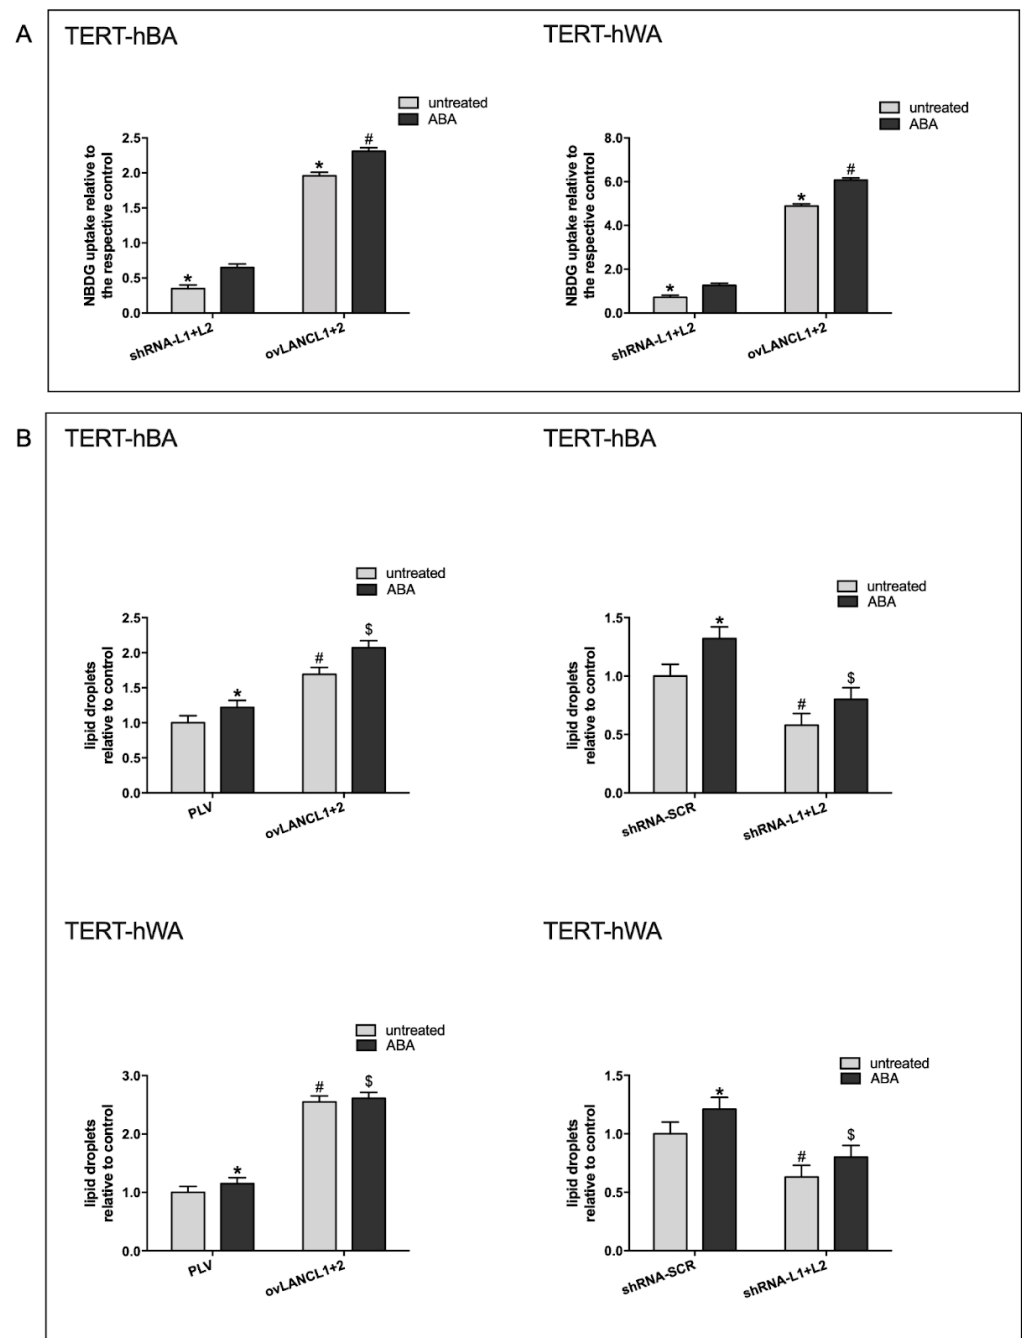 A
TERT-hBA
untreated
ABA
NBDG uptake relative to
the respective control
2.5
2.0
1.5
1.0
0.5
0.0
*
*
#
shRNA-L1+L2
ovLANCL1+2
TERT-hWA
untreated
ABA
NBDG uptake relative to
the respective control
8.0
6.0
4.0
2.0
0.0
*
*
#
shRNA-L1+L2
ovLANCL1+2
B
TERT-hBA
untreated
ABA
lipid droplets
relative to control
2.5
2.0
1.5
1.0
0.5
0.0
*
#
$
PLV
ovLANCL1+2
TERT-hBA
untreated
ABA
lipid droplets
relative to control
1.5
1.0
0.5
0.0
*
#
$
shRNA-SCR
shRNA-L1+L2
TERT-hWA
untreated
ABA
lipid droplets
relative to control
3.0
2.0
1.0
0.0
*
#
$
PLV
ovLANCL1+2
TERT-hWA
untreated
ABA
lipid droplets
relative to control
1.5
1.0
0.5
0.0
*
#
$
shRNA-SCR
shRNA-L1+L2